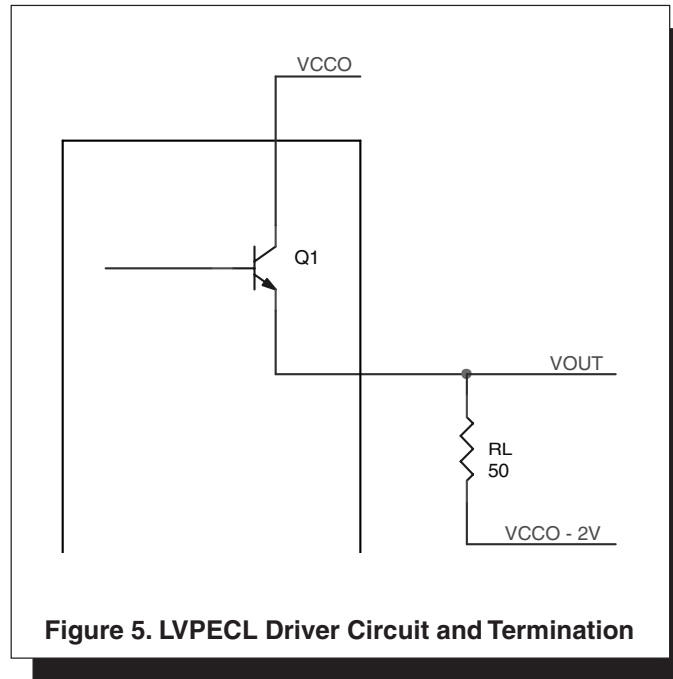 VCCO
Q1
VOUT
RL
50
VCCO - 2V
Figure 5. LVPECL Driver Circuit and Termination